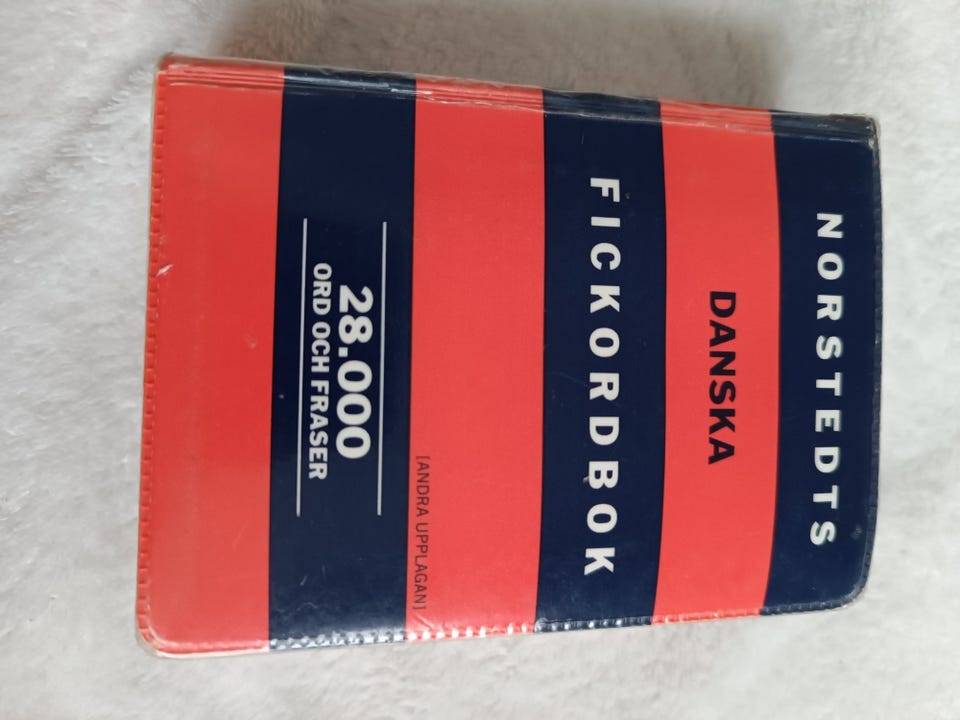 NORSTEDTS
DANSKA
FICKORDBOK
[ANDRA UPPLAGAN]
28.000
ORD OCH FRASER